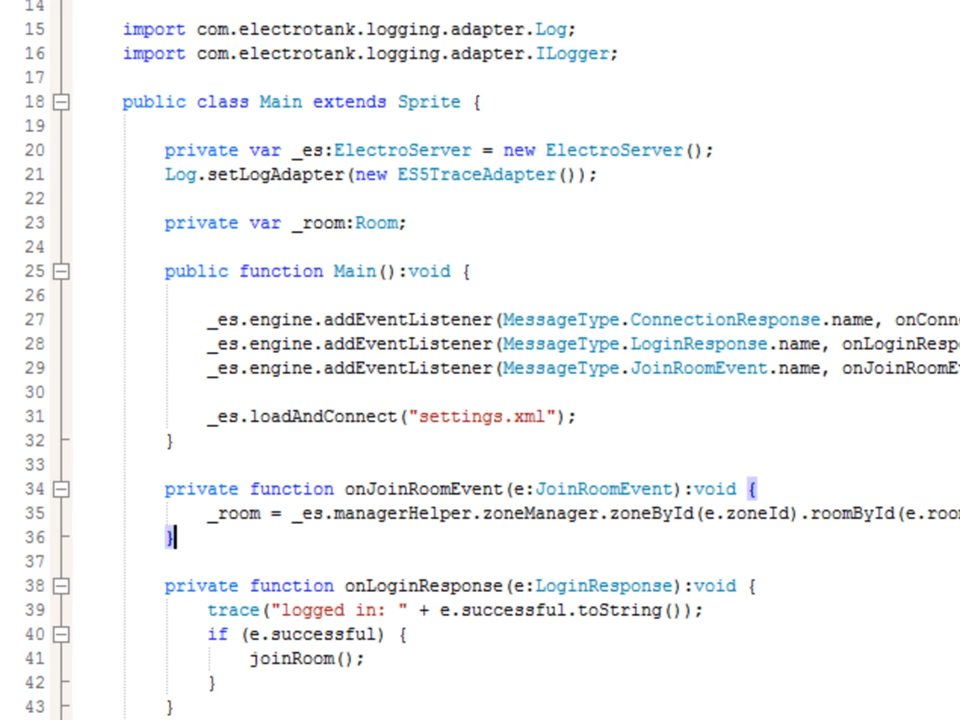 14
15 import com.electrotank.logging.adapter.Log;
16 import com.electrotank.logging.adapter.ILogger;
17
18 public class Main extends Sprite {
19
20 private var _es:ElectroServer = new ElectroServer();
21 Log.setLogAdapter(new ES5TraceAdapter());
22
23 private var _room:Room;
24
25 public function Main():void {
26
27 _es.engine.addEventListener(MessageType.ConnectionResponse.name, onConn
28 _es.engine.addEventListener(MessageType.LoginResponse.name, onLoginResp
29 _es.engine.addEventListener(MessageType.JoinRoomEvent.name, onJoinRoomE
30
31 _es.loadAndConnect("settings.xml");
32 }
33
34 private function onJoinRoomEvent(e:JoinRoomEvent):void {
35 _room = _es.managerHelper.zoneManager.zoneById(e.zoneId).roomById(e.roo
36 }
37
38 private function onLoginResponse(e:LoginResponse):void {
39 trace("logged in: " + e.successful.toString());
40 if (e.successful) {
41 joinRoom();
42 }
43 }